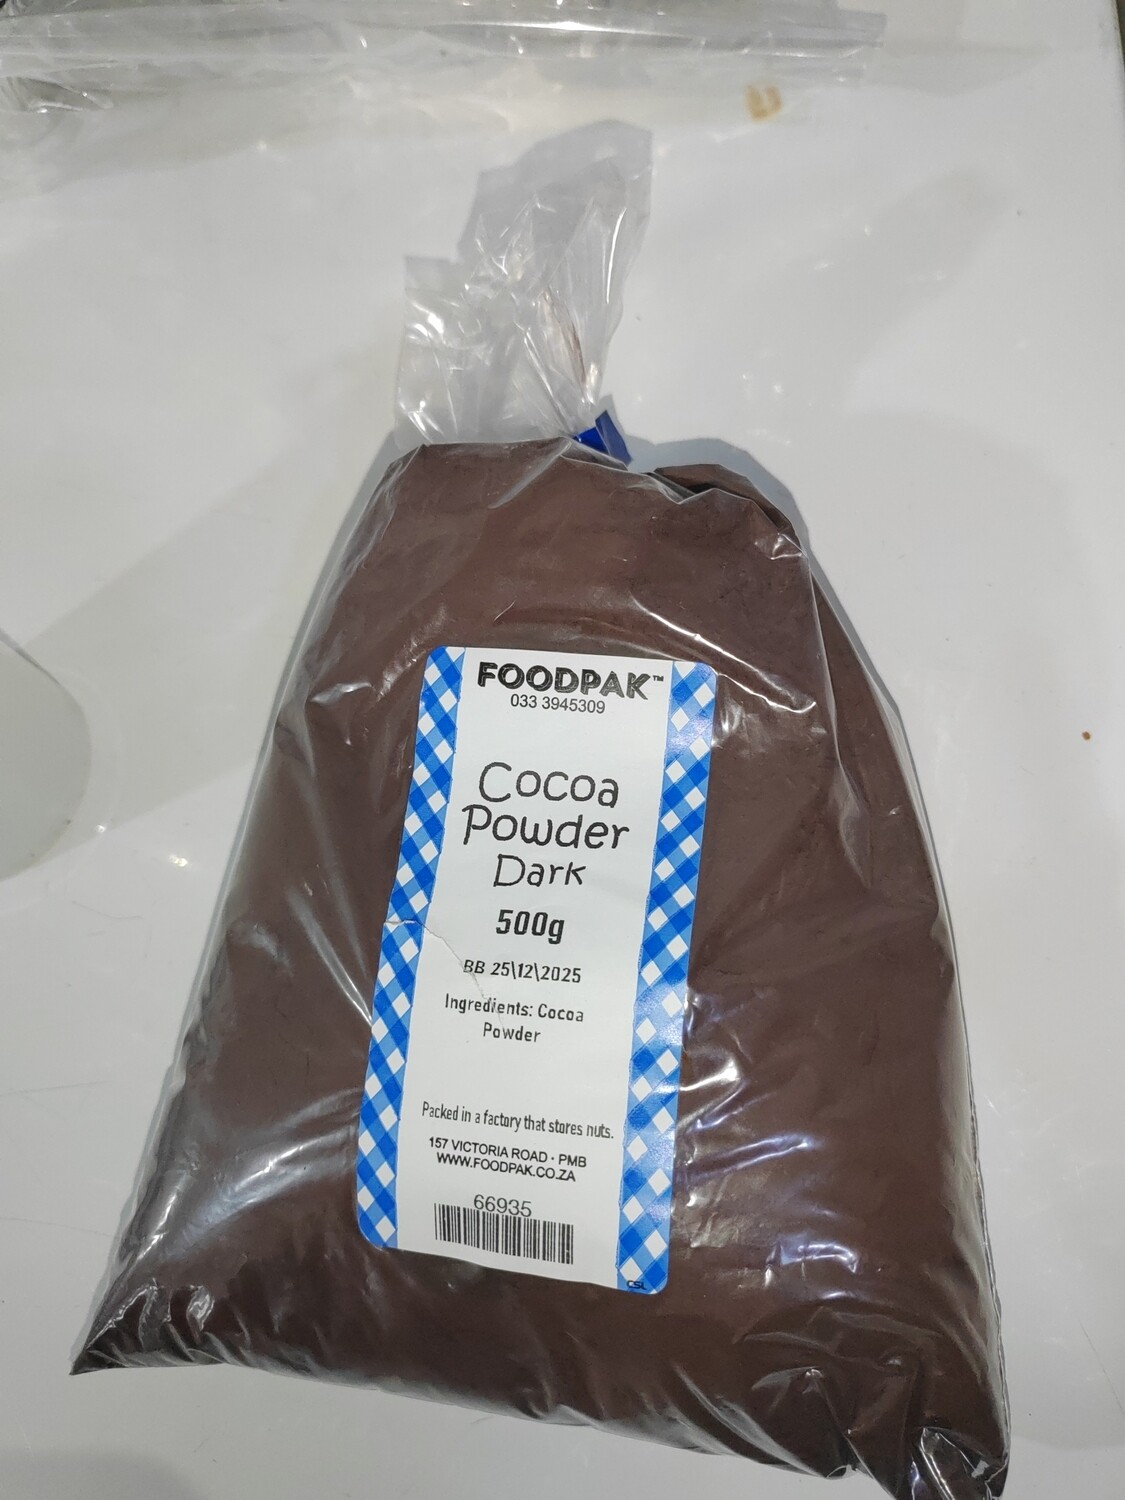 FOODPAK™
033 3945309
Cocoa
Powder
Dark
500g
BB 25\12\2025
Ingredients: Cocoa
Powder
Packed in a factory that stores nuts.
157 VICTORIA ROAD · PMB
WWW.FOODPAK.CO.ZA
66935
CSL